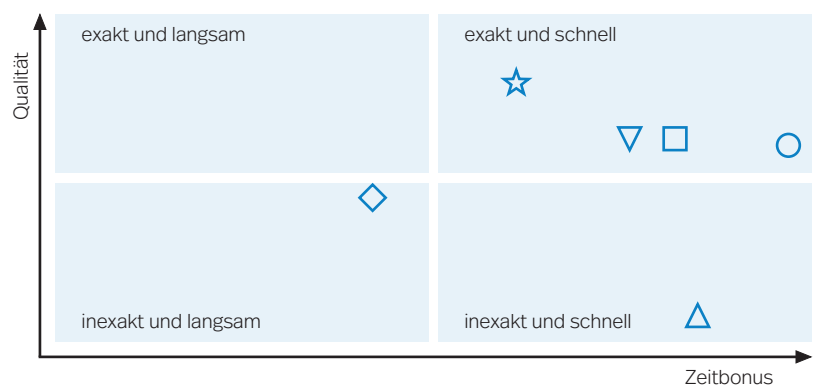 Qualität
exakt und langsam
exakt und schnell
inexakt und langsam
inexakt und schnell
Zeitbonus